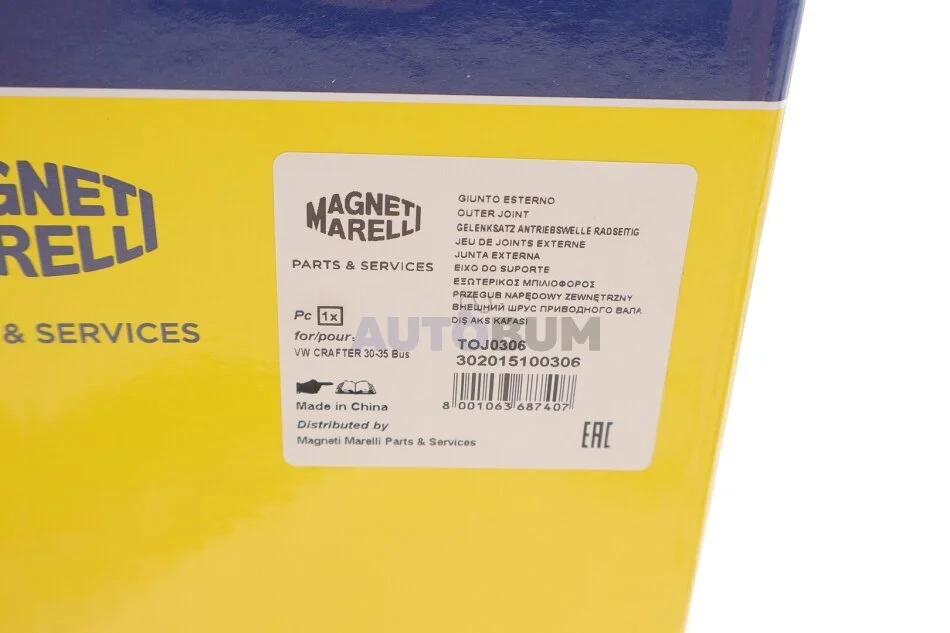 GNETI
RELLI
& SERVICES
MAGNETI
MARELLI
PARTS & SERVICES
Pc 1x
for/pour:
VW CRAFTER 30-35 Bus
Made in China
Distributed by
Magneti Marelli Parts & Services
GIUNTO ESTERNO
OUTER JOINT
GELENKSATZ ANTRIEBSWELLE RADSEITIG
JEU DE JOINTS EXTERNE
JUNTA EXTERNA
EIXO DO SUPORTE
ΕΞΩΤΕΡΙΚΟΣ ΜΠΙΛΙΟΦΟΡΟΣ
PRZEGUB NAPĘDOWY ZEWNĘTRZNY
ВНЕШНИЙ ШРУС ПРИВОДНОГО ВАЛА
DIŞ AKS KAFASI
TOJ0306
302015100306
8 001063 687407
EAC
AUTOBUM